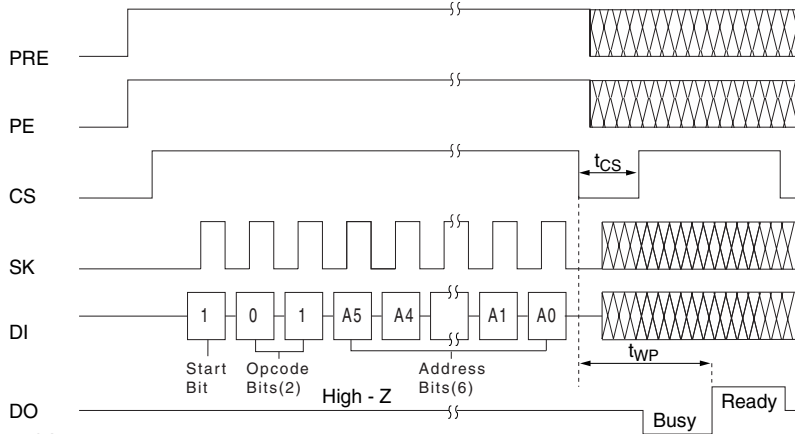 PRE
PE
CS
tCS
SK
DI
1 0 1 A5 A4 A1 A0
Start Bit
Opcode Bits(2)
Address Bits(6)
tWP
DO
High - Z
Busy
Ready